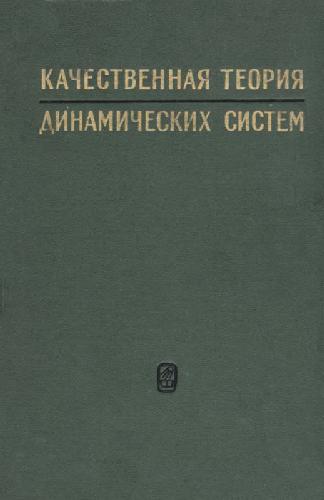 КАЧЕСТВЕННАЯ ТЕОРИЯ
ДИНАМИЧЕСКИХ СИСТЕМ